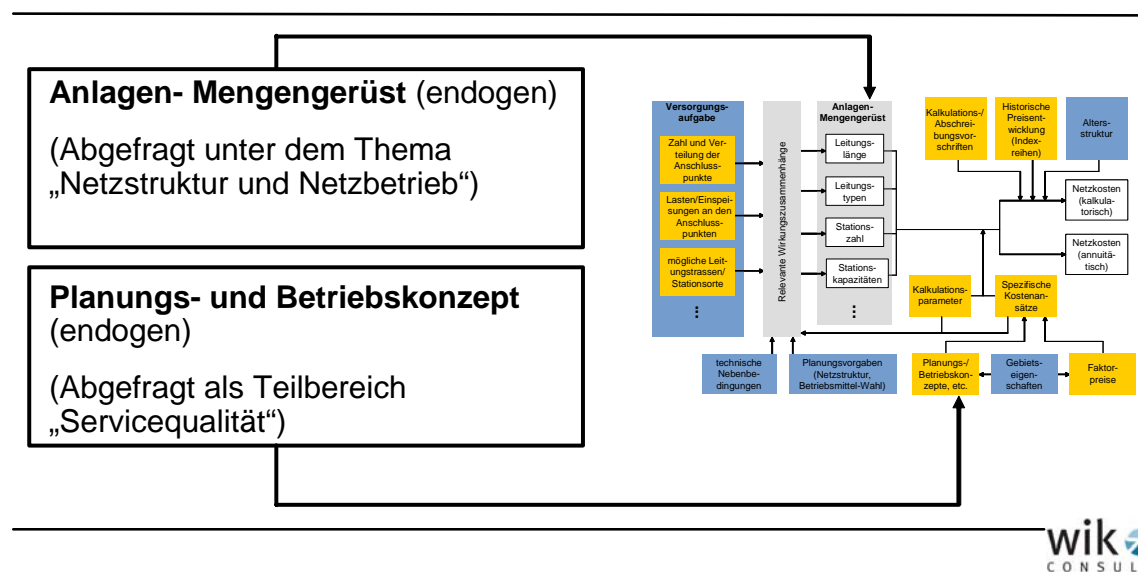 Anlagen- Mengengerüst (endogen)
(Abgefragt unter dem Thema
„Netzstruktur und Netzbetrieb“)
Planungs- und Betriebskonzept
(endogen)
(Abgefragt als Teilbereich
„Servicequalität“)
Versorgungs-
aufgabe
Zahl und Ver-
teilung der
Anschluss-
punkte
Lasten/Einspei-
sungen an den
Anschluss-
punkten
mögliche Leit-
ungstrassen/
Stationsorte
⋮
Relevante Wirkungszusammenhänge
Anlagen-
Mengengerüst
Leitungs-
länge
Leitungs-
typen
Stations-
zahl
Stations-
kapazitäten
⋮
Kalkulations-/
Abschrei-
bungsvor-
schriften
Historische
Preisent-
wicklung
(Index-
reihen)
Alters-
struktur
Netzkosten
(kalkula-
torisch)
Netzkosten
(annuitä-
tisch)
Kalkulations-
parameter
Spezifische
Kostenan-
sätze
technische
Nebenbe-
dingungen
Planungsvorgaben
(Netzstruktur,
Betriebsmittel-Wahl)
Planungs-/
Betriebskon-
zepte, etc.
Gebiets-
eigen-
schaften
Faktor-
preise
wik
CONSUL